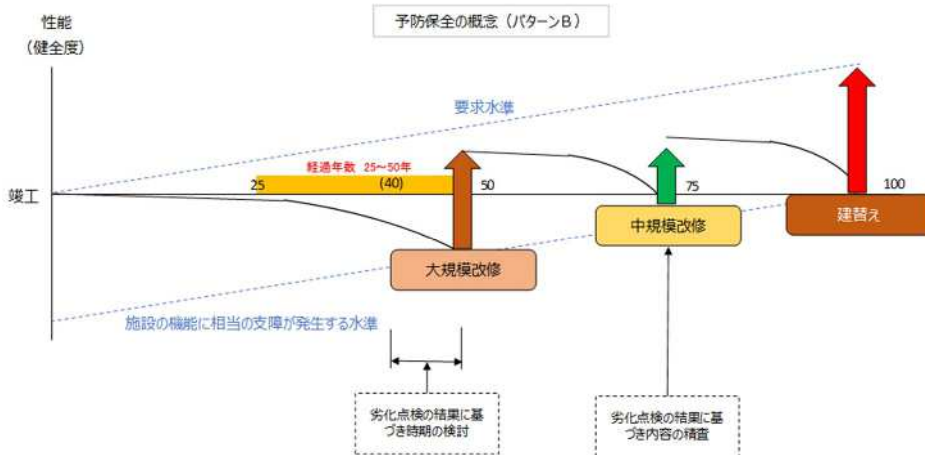 予防保全の概念（パターンB）
性能
（健全度）
要求水準
経過年数 25～50年
25
(40)
50
75
100
竣工
大規模改修
中規模改修
建替え
施設の機能に相当の支障が発生する水準
劣化点検の結果に基
づき時期の検討
劣化点検の結果に基
づき内容の精査